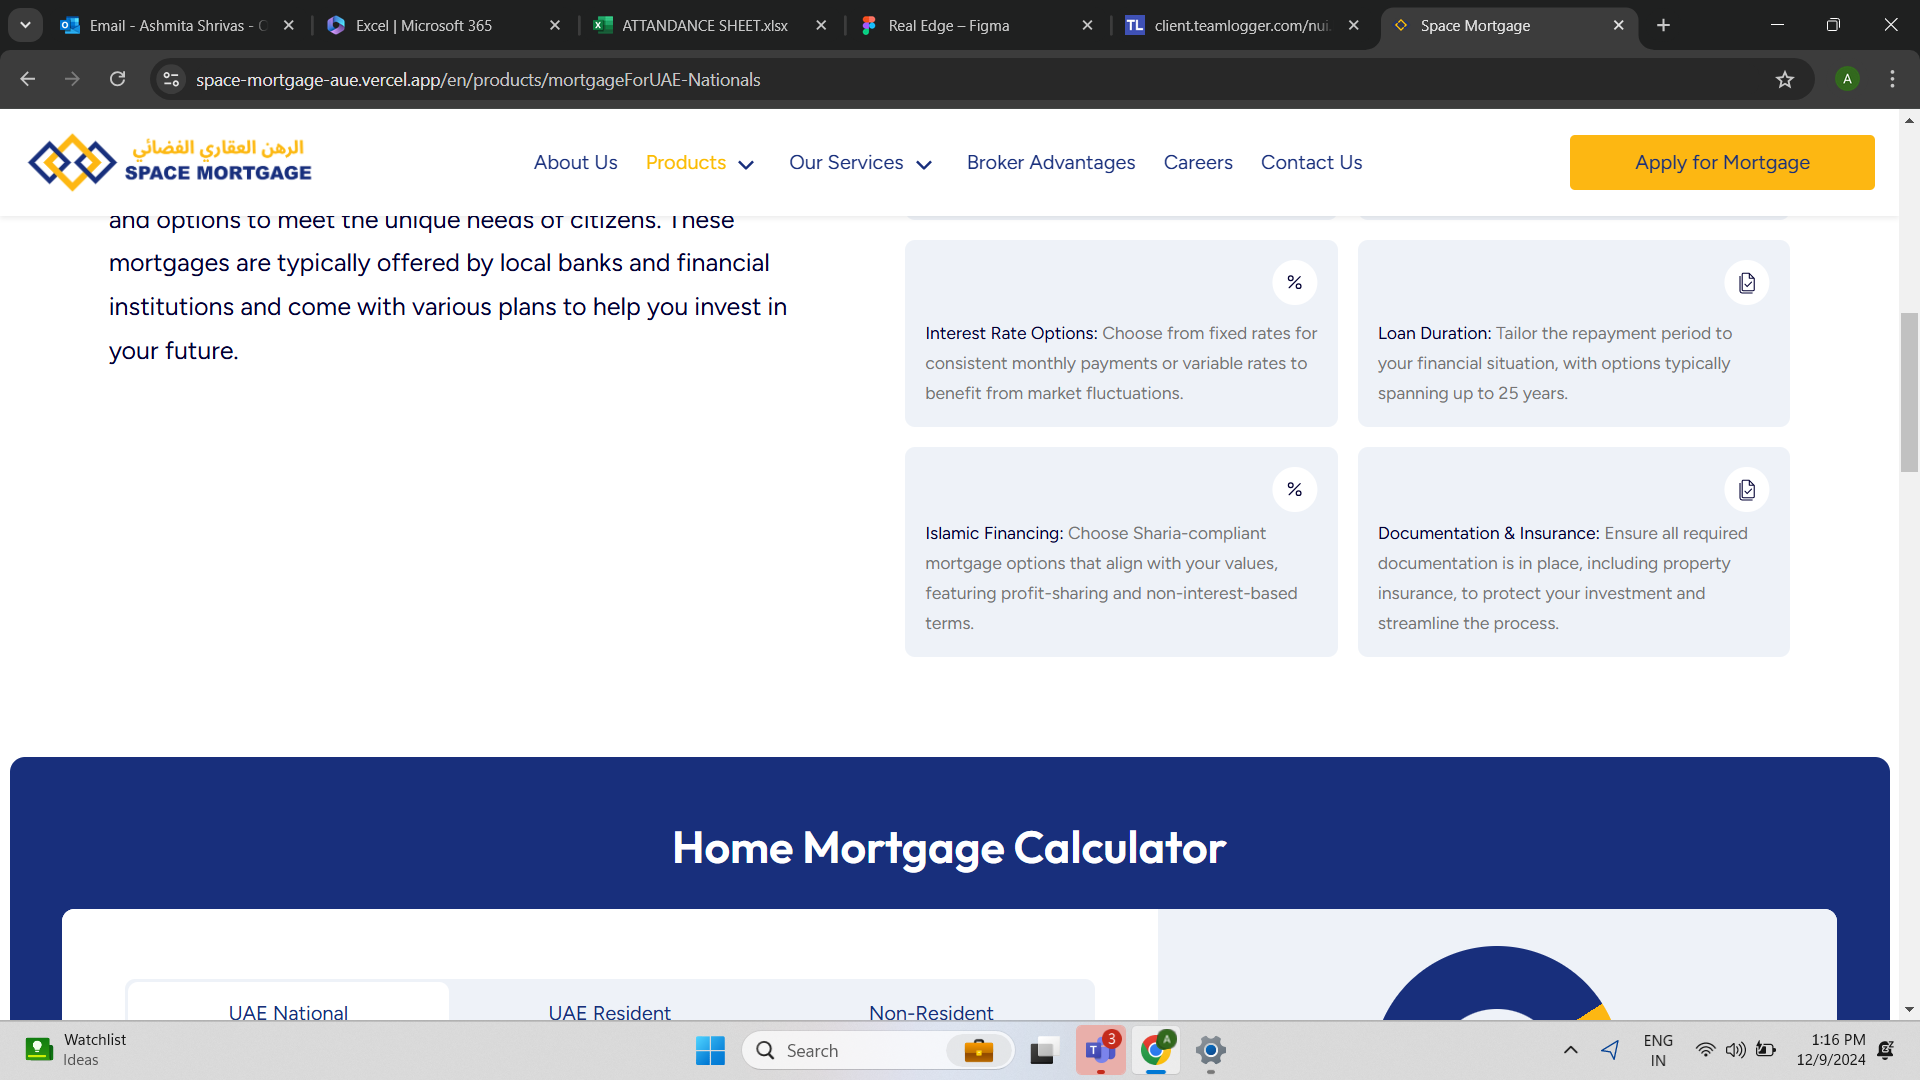 Email - Ashmita Shrivas - O
Excel | Microsoft 365
ATTANDANCE SHEET.xlsx
Real Edge – Figma
TL
client.teamlogger.com/nui.
Space Mortgage
space-mortgage-aue.vercel.app/en/products/mortgageForUAE-Nationals
A
الرهن العقاري الفضائي
SPACE MORTGAGE
About Us
Products
Our Services
Broker Advantages
Careers
Contact Us
Apply for Mortgage
and options to meet the unique needs of citizens. These
mortgages are typically offered by local banks and financial
institutions and come with various plans to help you invest in
your future.
%
Interest Rate Options: Choose from fixed rates for
consistent monthly payments or variable rates to
benefit from market fluctuations.
Loan Duration: Tailor the repayment period to
your financial situation, with options typically
spanning up to 25 years.
%
Islamic Financing: Choose Sharia-compliant
mortgage options that align with your values,
featuring profit-sharing and non-interest-based
terms.
Documentation & Insurance: Ensure all required
documentation is in place, including property
insurance, to protect your investment and
streamline the process.
Home Mortgage Calculator
UAE National
UAE Resident
Non-Resident
Watchlist
Ideas
Search
3
A
ENG
IN
1:16 PM
12/9/2024